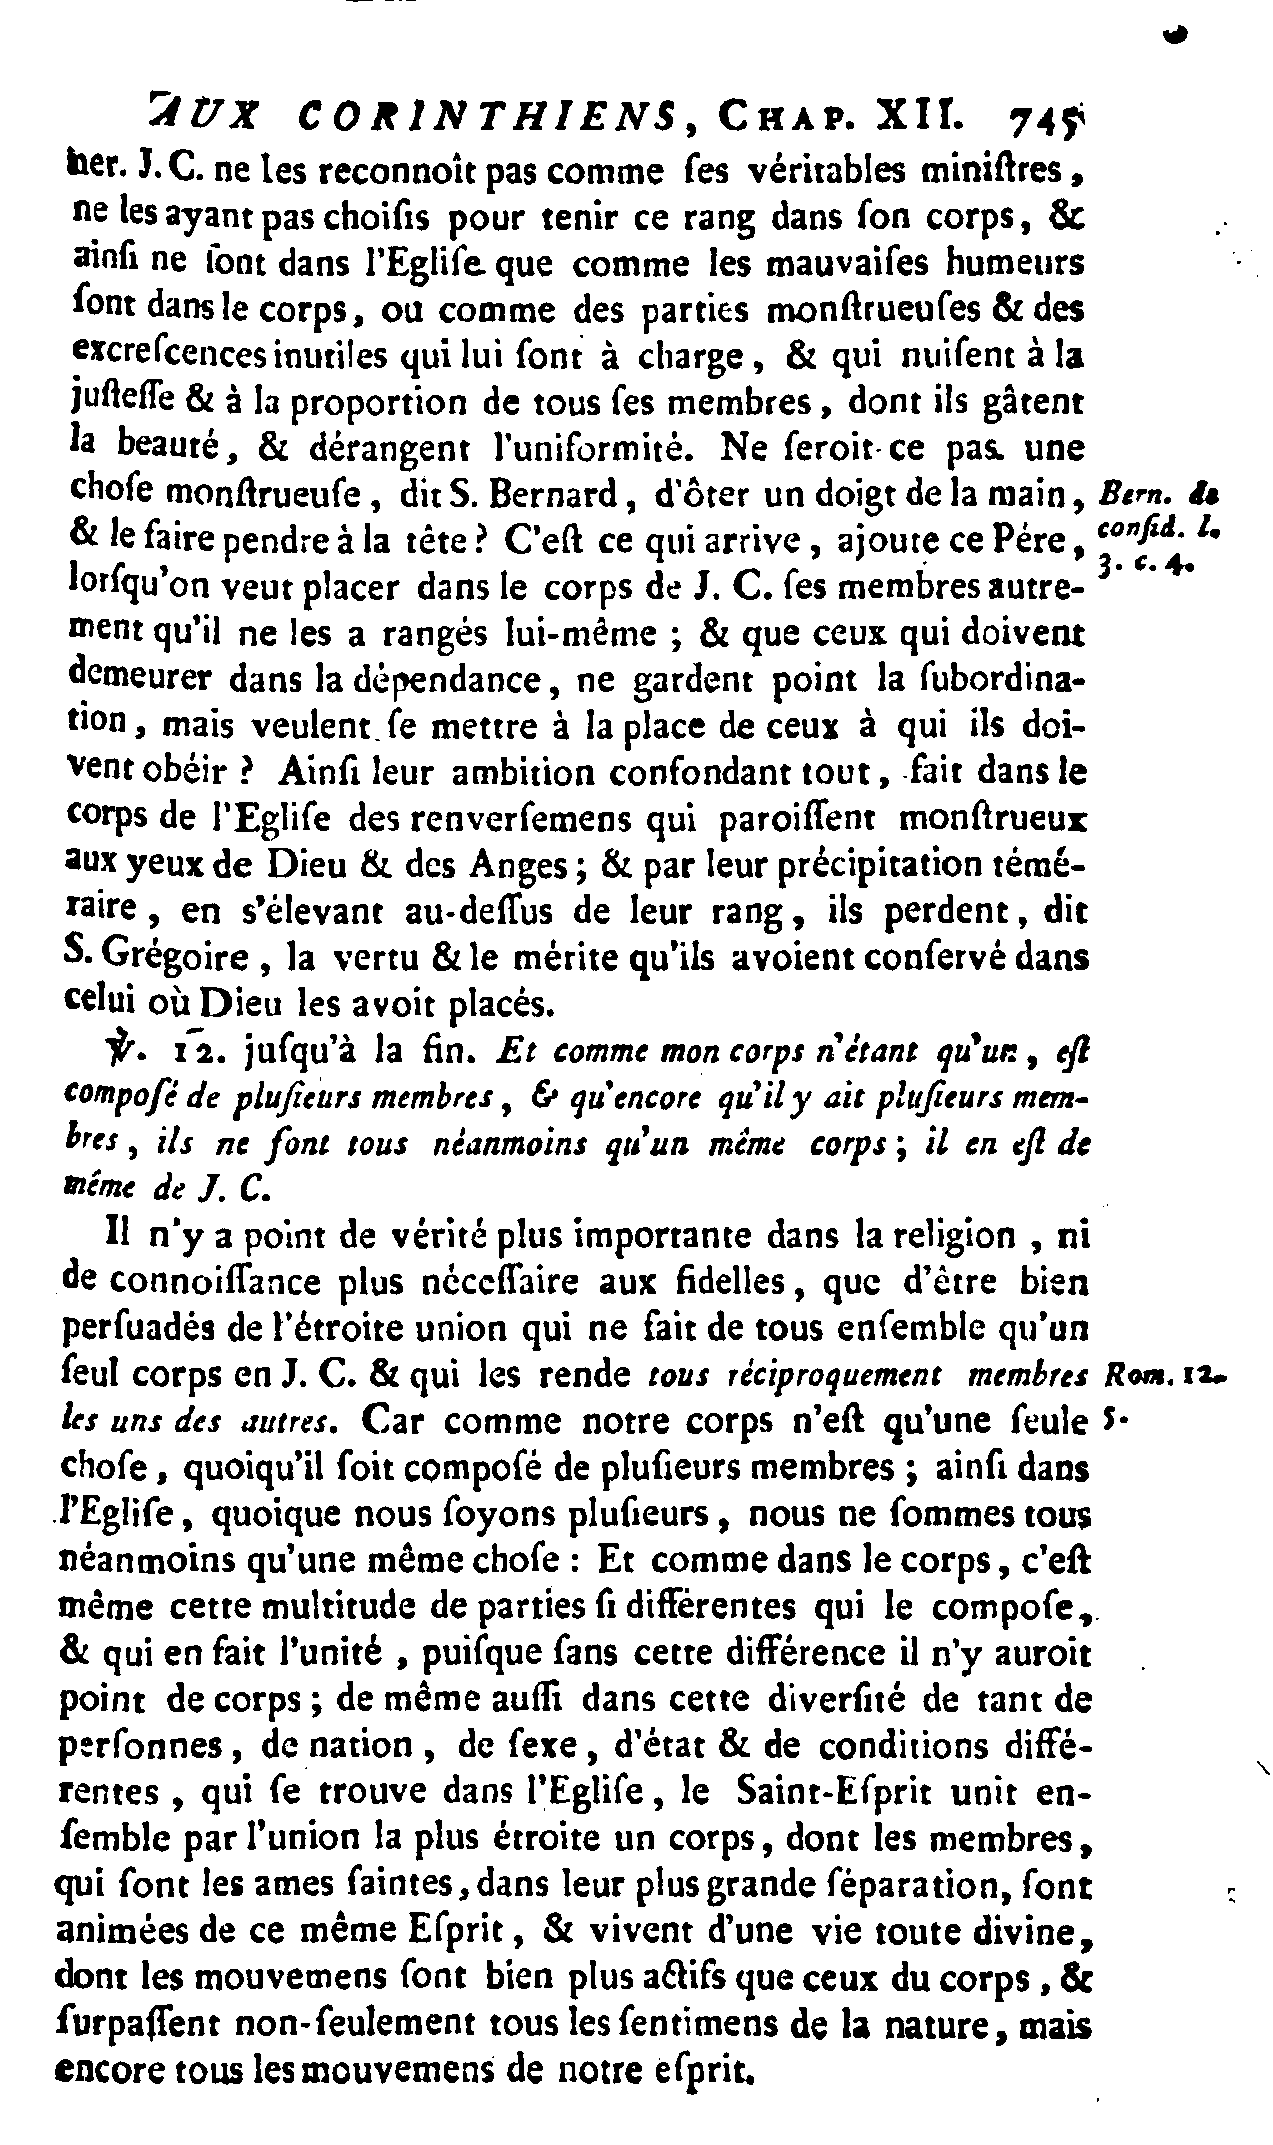 AUX CORINTHIENS, CHAP. XII. 745
her. J. C. ne les reconnoît pas comme ſes véritables miniſtres,
ne les ayant pas choiſis pour tenir ce rang dans ſon corps, &
ainſi ne ſont dans l'Egliſe que comme les mauvaiſes humeurs
ſont dans le corps, ou comme des parties monſtrueuſes & des
excreſcences inutiles qui lui ſont à charge, & qui nuiſent à la
juſteſſe & à la proportion de tous ſes membres, dont ils gâtent
la beauté, & dérangent l'uniformité. Ne ſeroit-ce pas une
choſe monſtrueuſe, dit S. Bernard, d'ôter un doigt de la main,
Bern. de
& le faire pendre à la tête? C'eſt ce qui arrive, ajoute ce Pére,
conſid. l.
lorſqu'on veut placer dans le corps de J. C. ſes membres autre-
3. c. 4.
ment qu'il ne les a rangés lui-même; & que ceux qui doivent
demeurer dans la dépendance, ne gardent point la ſubordina-
tion, mais veulent ſe mettre à la place de ceux à qui ils doi-
vent obéir? Ainſi leur ambition confondant tout, fait dans le
corps de l'Egliſe des renverſemens qui paroiſſent monſtrueux
aux yeux de Dieu & des Anges; & par leur précipitation témé-
raire, en s'élevant au-deſſus de leur rang, ils perdent, dit
S. Grégoire, la vertu & le mérite qu'ils avoient conſervé dans
celui où Dieu les avoit placés.
℣. 12. juſqu'à la fin. Et comme mon corps n'étant qu'un, eſt
compoſé de pluſieurs membres, & qu'encore qu'il y ait pluſieurs mem-
bres, ils ne ſont tous néanmoins qu'un même corps; il en eſt de
même de J. C.
Il n'y a point de vérité plus importante dans la religion, ni
de connoiſſance plus néceſſaire aux fidelles, que d'être bien
perſuadés de l'étroite union qui ne fait de tous enſemble qu'un
ſeul corps en J. C. & qui les rende tous réciproquement membres
Rom. 12.
les uns des autres. Car comme notre corps n'eſt qu'une ſeule
5.
choſe, quoiqu'il ſoit compoſé de pluſieurs membres; ainſi dans
l'Egliſe, quoique nous ſoyons pluſieurs, nous ne ſommes tous
néanmoins qu'une même choſe: Et comme dans le corps, c'eſt
même cette multitude de parties ſi différentes qui le compoſe,
& qui en fait l'unité, puiſque ſans cette différence il n'y auroit
point de corps; de même auſſi dans cette diverſité de tant de
perſonnes, de nation, de ſexe, d'état & de conditions diffé-
rentes, qui ſe trouve dans l'Egliſe, le Saint-Eſprit unit en-
ſemble par l'union la plus étroite un corps, dont les membres,
qui ſont les ames ſaintes, dans leur plus grande ſéparation, ſont
animées de ce même Eſprit, & vivent d'une vie toute divine,
dont les mouvemens ſont bien plus actifs que ceux du corps, &
ſurpaſſent non-ſeulement tous les ſentimens de la nature, mais
encore tous les mouvemens de notre eſprit.